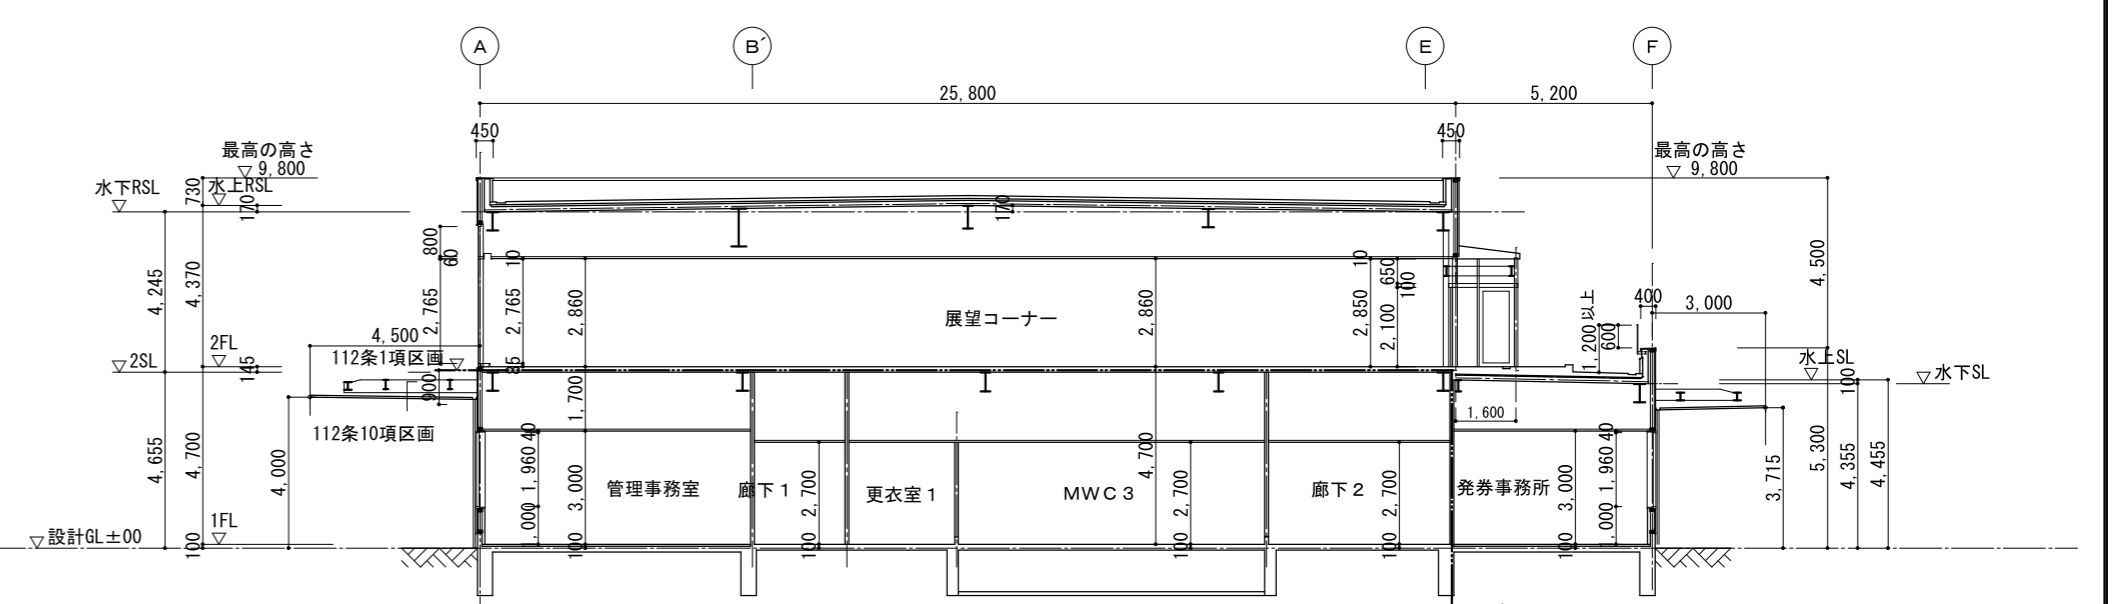 A B´ E F
25,800 5,200
450 450
最高の高さ 最高の高さ
9,800 9,800
水下RSL 水上RSL
730
170 170
800
60 10 10 650
100
4,245 4,370 2,765 2,765 2,860 展望コーナー 2,860 2,850 2,100
1,200以上 600 400 3,000 4,500
4,500
2FL 112条1項区画
2SL
145 85
水上SL 水下SL
100
900 1,700 1,600
112条10項区画
4,655 4,700 4,000 1,960 40 3,000 4,700 3,000 1,960 40 3,715 5,300 4,355 4,455
管理事務室 廊下1 更衣室1 MWC3 廊下2 発券事務所
2,700 2,700 2,700
,000 ,000
設計GL±00 1FL
100 100 100 100 100 100